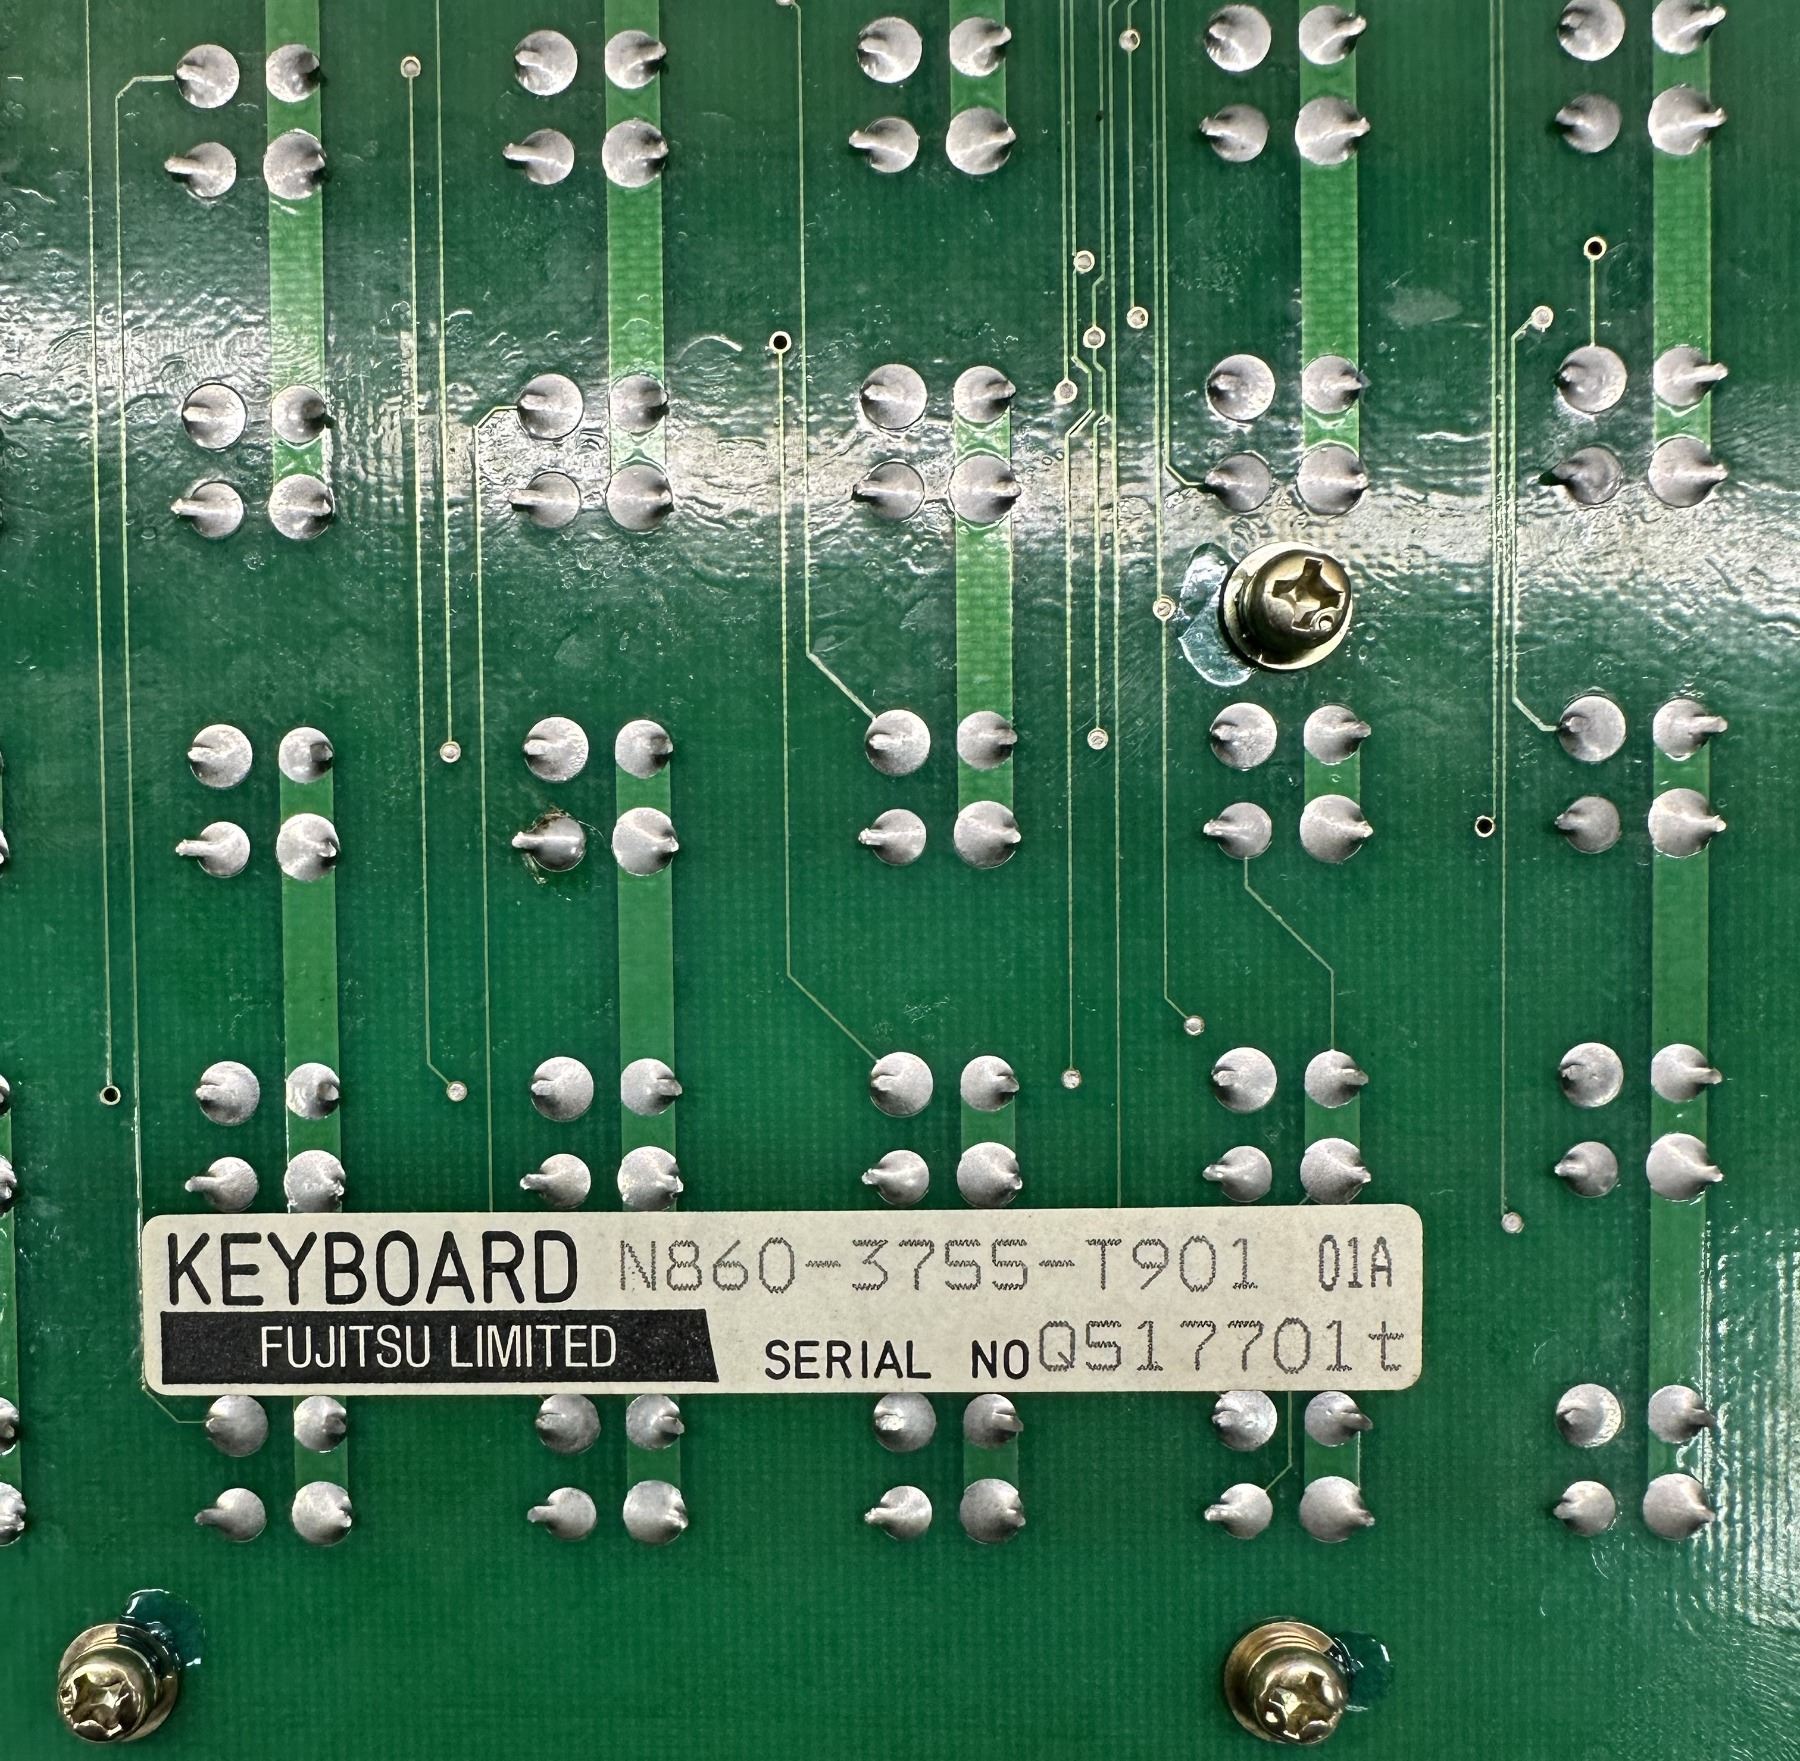 KEYBOARD N860-3755-T901 01A
FUJITSU LIMITED SERIAL NO Q517701t